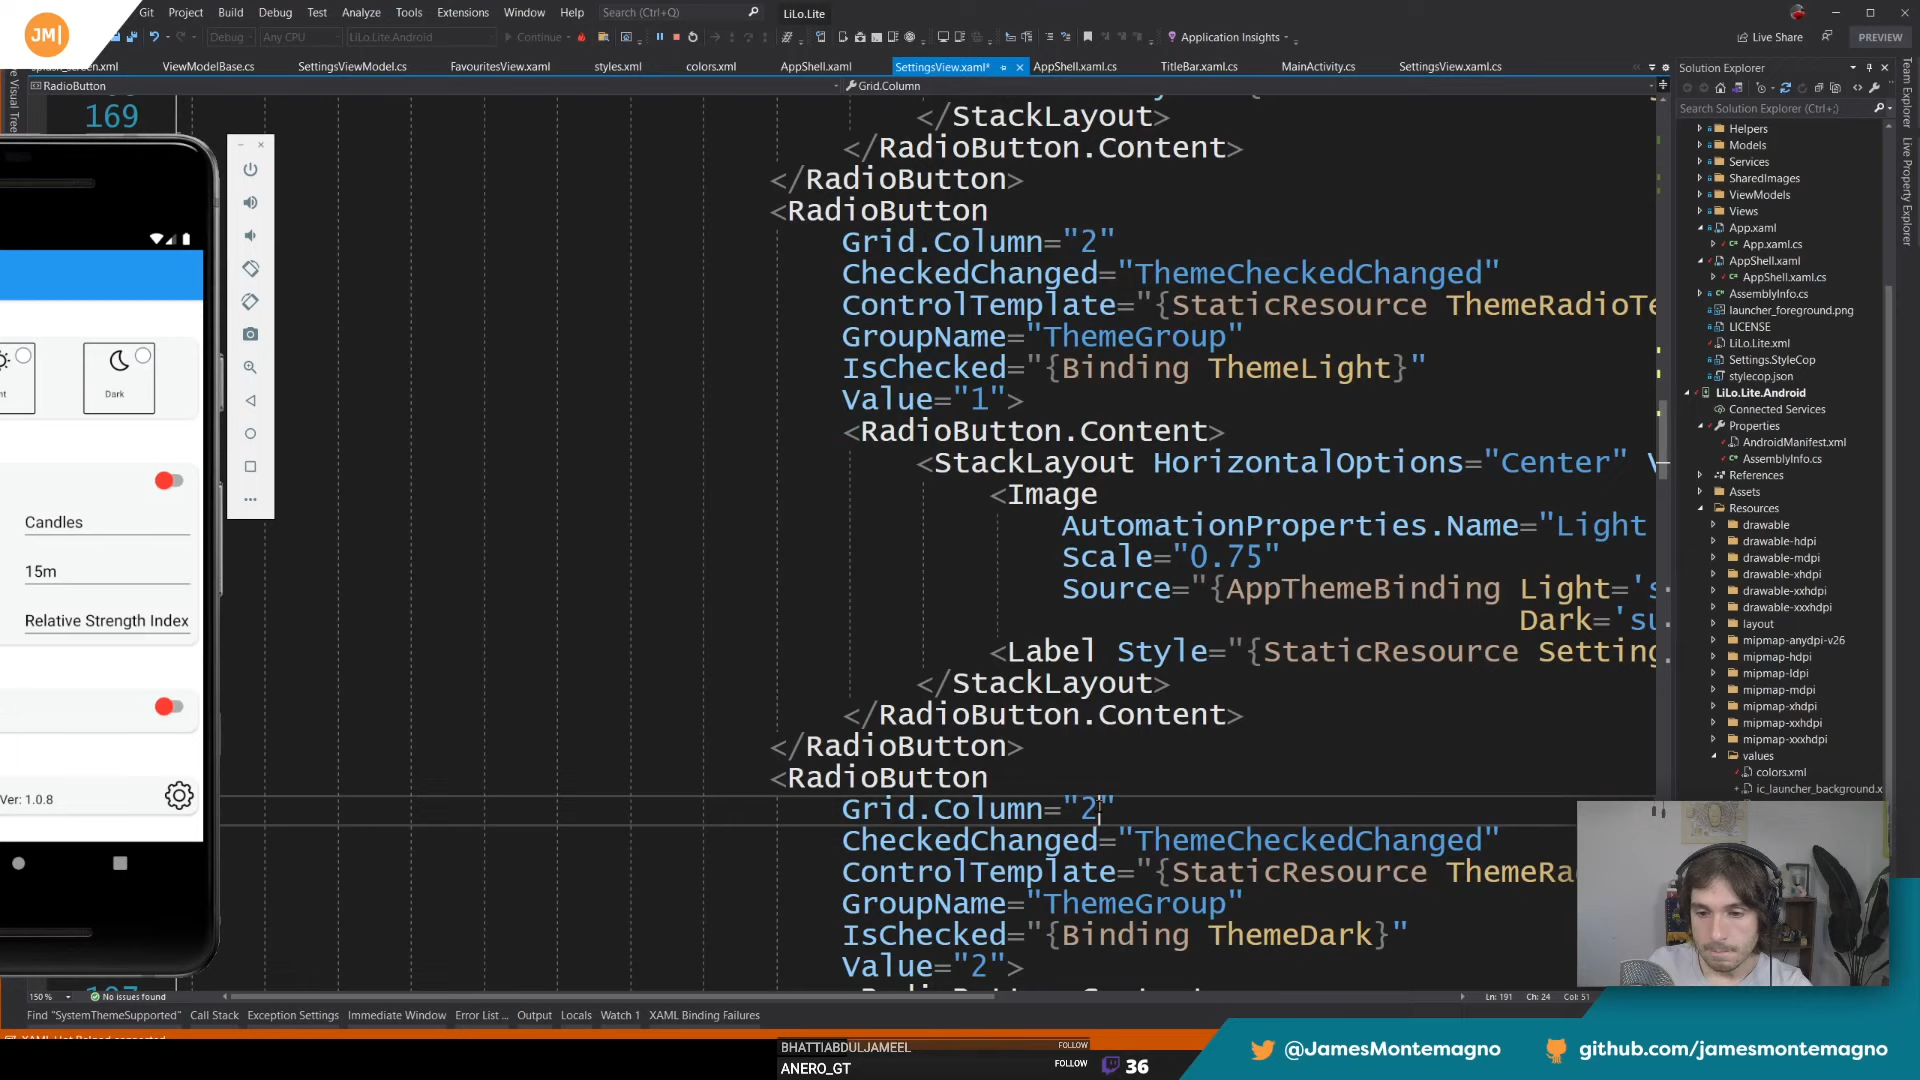 JM
Git Project Build Debug Test Analyze Tools Extensions Window Help Search (Ctrl+Q) LiLo.Lite
Debug Any CPU LiLo.Lite.Android Continue Application Insights Live Share PREVIEW
splash_screen.xml ViewModelBase.cs SettingsViewModel.cs FavouritesView.xaml styles.xml colors.xml AppShell.xaml SettingsView.xaml* AppShell.xaml.cs TitleBar.xaml.cs MainActivity.cs SettingsView.xaml.cs
RadioButton Grid.Column
Live Visual Tree
169
</StackLayout>
</RadioButton.Content>
</RadioButton>
<RadioButton
Grid.Column="2"
CheckedChanged="ThemeCheckedChanged"
ControlTemplate="{StaticResource ThemeRadioTe
GroupName="ThemeGroup"
IsChecked="{Binding ThemeLight}"
Value="1">
<RadioButton.Content>
<StackLayout HorizontalOptions="Center" V
<Image
AutomationProperties.Name="Light
Scale="0.75"
Source="{AppThemeBinding Light='s
Dark='su
<Label Style="{StaticResource Setting
</StackLayout>
</RadioButton.Content>
</RadioButton>
<RadioButton
Grid.Column="2"
CheckedChanged="ThemeCheckedChanged"
ControlTemplate="{StaticResource ThemeRa
GroupName="ThemeGroup"
IsChecked="{Binding ThemeDark}"
Value="2">
Dark
Candles
15m
Relative Strength Index
Ver: 1.0.8
Solution Explorer
Search Solution Explorer (Ctrl+;)
Helpers
Models
Services
SharedImages
ViewModels
Views
App.xaml
App.xaml.cs
AppShell.xaml
AppShell.xaml.cs
AssemblyInfo.cs
launcher_foreground.png
LICENSE
LiLo.Lite.xml
Settings.StyleCop
stylecop.json
LiLo.Lite.Android
Connected Services
Properties
AndroidManifest.xml
AssemblyInfo.cs
References
Assets
Resources
drawable
drawable-hdpi
drawable-mdpi
drawable-xhdpi
drawable-xxhdpi
drawable-xxxhdpi
layout
mipmap-anydpi-v26
mipmap-hdpi
mipmap-ldpi
mipmap-mdpi
mipmap-xhdpi
mipmap-xxhdpi
mipmap-xxxhdpi
values
colors.xml
ic_launcher_background.x
Team Explorer
Live Property Explorer
150 % No issues found Ln: 191 Ch: 24 Col: 51
Find "SystemThemeSupported" Call Stack Exception Settings Immediate Window Error List ... Output Locals Watch 1 XAML Binding Failures
BHATTIABDULJAMEEL FOLLOW
ANERO_GT FOLLOW 36
@JamesMontemagno github.com/jamesmontemagno